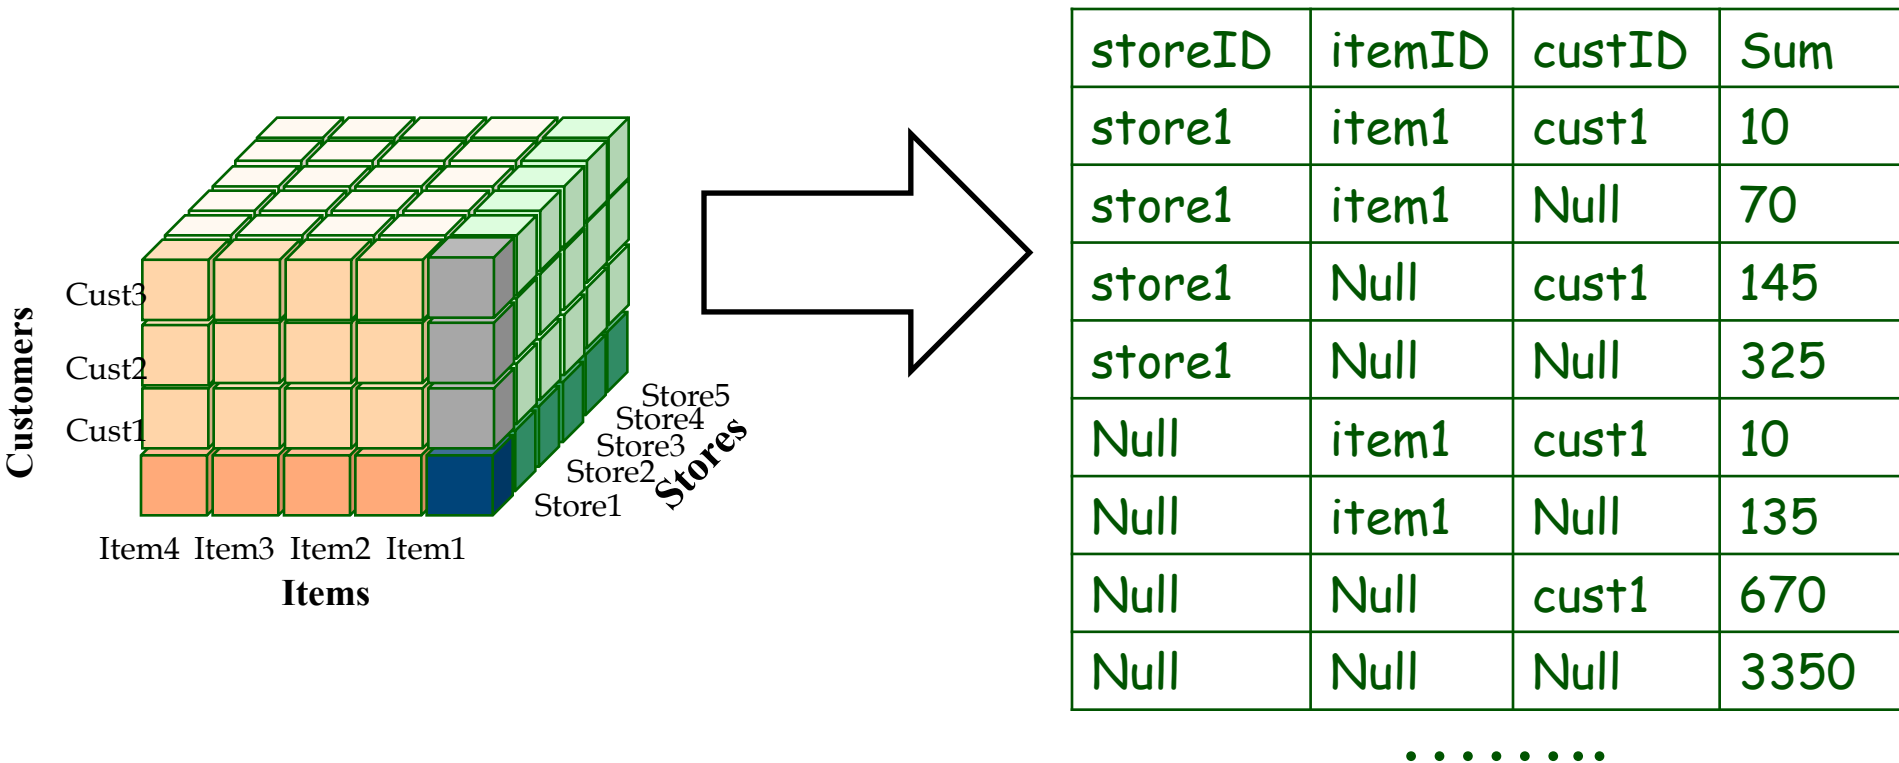 Customers
Cust3
Cust2
Cust1
Item4 Item3 Item2 Item1
Items
Store5
Store4
Store3
Store2
Store1
Stores
storeID itemID custID Sum
store1 item1 cust1 10
store1 item1 Null 70
store1 Null cust1 145
store1 Null Null 325
Null item1 cust1 10
Null item1 Null 135
Null Null cust1 670
Null Null Null 3350
. . . . . . . .